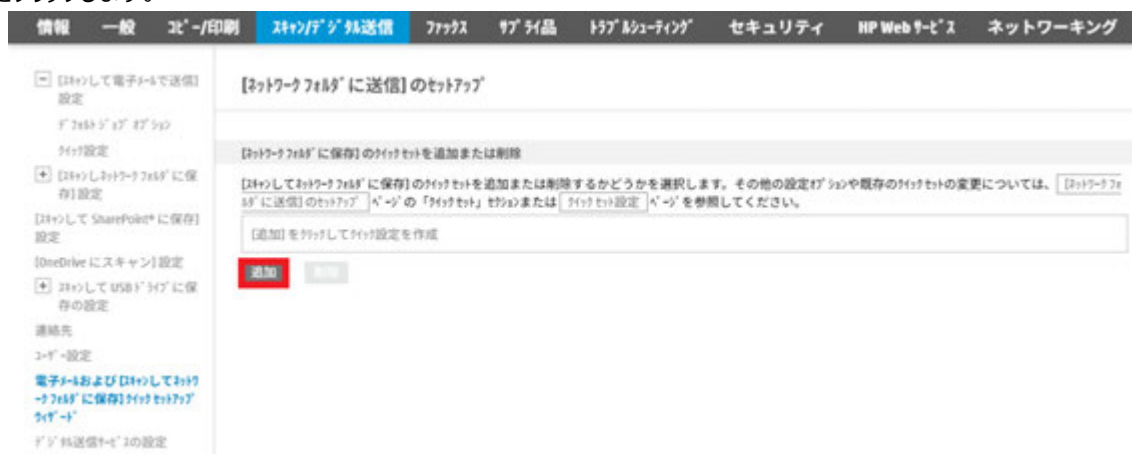 をクリックします。
情報 一般 ｺﾋﾟｰ/印刷 ｽｷｬﾝ/ﾃﾞｼﾞﾀﾙ送信 ﾌｧｯｸｽ ｻﾌﾟﾗｲ品 ﾄﾗﾌﾞﾙｼｭｰﾃｨﾝｸﾞ セキュリティ HP Web ｻｰﾋﾞｽ ネットワーキング
[ﾈｯﾄﾜｰｸ ﾌｫﾙﾀﾞに送信] のｾｯﾄｱｯﾌﾟ
[ﾈｯﾄﾜｰｸ ﾌｫﾙﾀﾞに保存] のｸｲｯｸ ｾｯﾄを追加または削除
[ｽｷｬﾝしてﾈｯﾄﾜｰｸ ﾌｫﾙﾀﾞに保存] のｸｲｯｸ ｾｯﾄを追加または削除するかどうかを選択します。その他の設定ｵﾌﾟｼｮﾝや既存のｸｲｯｸ ｾｯﾄの変更については、 [ﾈｯﾄﾜｰｸ ﾌｫ
ﾙﾀﾞに送信] のｾｯﾄｱｯﾌﾟ ﾍﾟｰｼﾞの「ｸｲｯｸ ｾｯﾄ」ｾｸｼｮﾝまたは ｸｲｯｸ ｾｯﾄ設定 ﾍﾟｰｼﾞを参照してください。
[追加] をｸﾘｯｸしてｸｲｯｸ設定を作成
追加
[ｽｷｬﾝして電子ﾒｰﾙで送信]
設定
ﾃﾞﾌｫﾙﾄ ｼﾞｮﾌﾞ ｵﾌﾟｼｮﾝ
ｸｲｯｸ設定
[ｽｷｬﾝしﾈｯﾄﾜｰｸ ﾌｫﾙﾀﾞに保
存] 設定
[ｽｷｬﾝして SharePoint® に保存]
設定
[OneDrive にスキャン] 設定
ｽｷｬﾝして USB ﾄﾞﾗｲﾌﾞに保
存の設定
連絡先
ﾕｰｻﾞｰ設定
電子ﾒｰﾙおよび [ｽｷｬﾝしてﾈｯﾄﾜ
ｰｸ ﾌｫﾙﾀﾞに保存] ｸｲｯｸ ｾｯﾄｱｯﾌﾟ
ｳｨｻﾞｰﾄﾞ
ﾃﾞｼﾞﾀﾙ送信ｻｰﾋﾞｽの設定